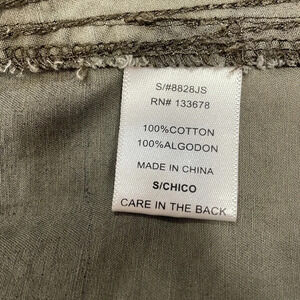 S/#8828JS
RN# 133678
100%COTTON
100%ALGODON
MADE IN CHINA
S/CHICO
CARE IN THE BACK